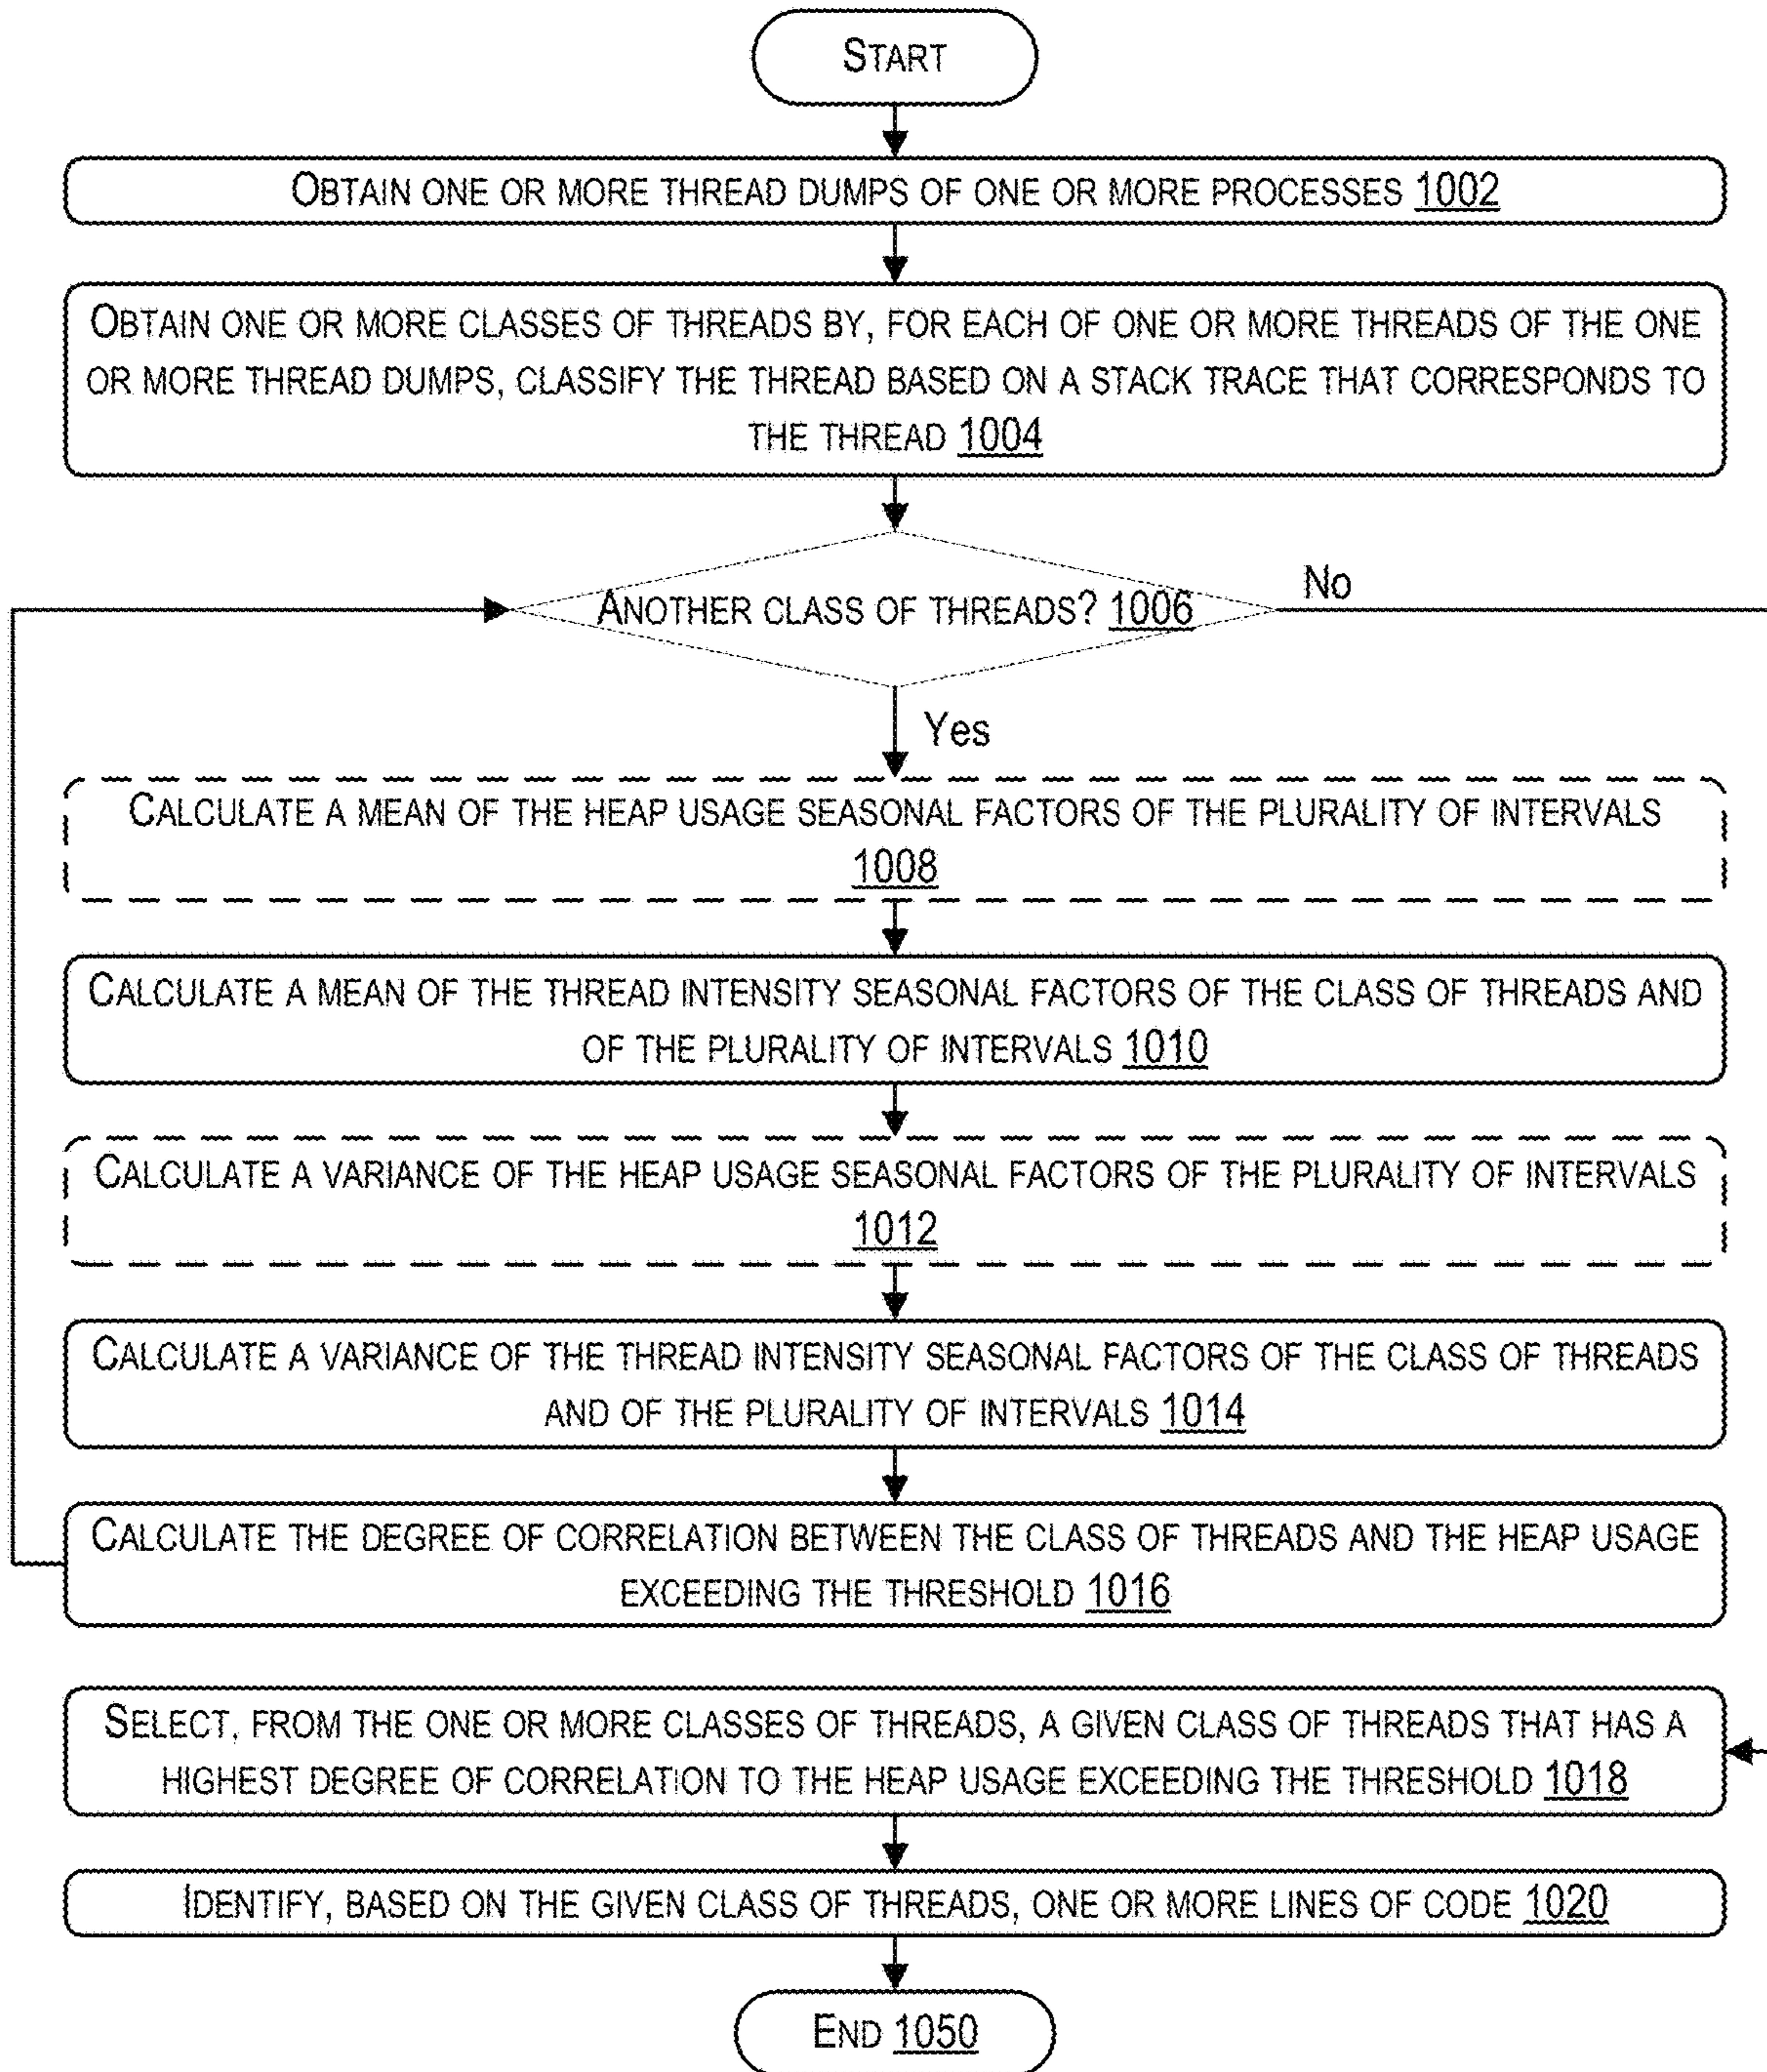 START
OBTAIN ONE OR MORE THREAD DUMPS OF ONE OR MORE PROCESSES 1002
OBTAIN ONE OR MORE CLASSES OF THREADS BY, FOR EACH OF ONE OR MORE THREADS OF THE ONE
OR MORE THREAD DUMPS, CLASSIFY THE THREAD BASED ON A STACK TRACE THAT CORRESPONDS TO
THE THREAD 1004
ANOTHER CLASS OF THREADS? 1006
No
Yes
CALCULATE A MEAN OF THE HEAP USAGE SEASONAL FACTORS OF THE PLURALITY OF INTERVALS
1008
CALCULATE A MEAN OF THE THREAD INTENSITY SEASONAL FACTORS OF THE CLASS OF THREADS AND
OF THE PLURALITY OF INTERVALS 1010
CALCULATE A VARIANCE OF THE HEAP USAGE SEASONAL FACTORS OF THE PLURALITY OF INTERVALS
1012
CALCULATE A VARIANCE OF THE THREAD INTENSITY SEASONAL FACTORS OF THE CLASS OF THREADS
AND OF THE PLURALITY OF INTERVALS 1014
CALCULATE THE DEGREE OF CORRELATION BETWEEN THE CLASS OF THREADS AND THE HEAP USAGE
EXCEEDING THE THRESHOLD 1016
SELECT, FROM THE ONE OR MORE CLASSES OF THREADS, A GIVEN CLASS OF THREADS THAT HAS A
HIGHEST DEGREE OF CORRELATION TO THE HEAP USAGE EXCEEDING THE THRESHOLD 1018
IDENTIFY, BASED ON THE GIVEN CLASS OF THREADS, ONE OR MORE LINES OF CODE 1020
END 1050